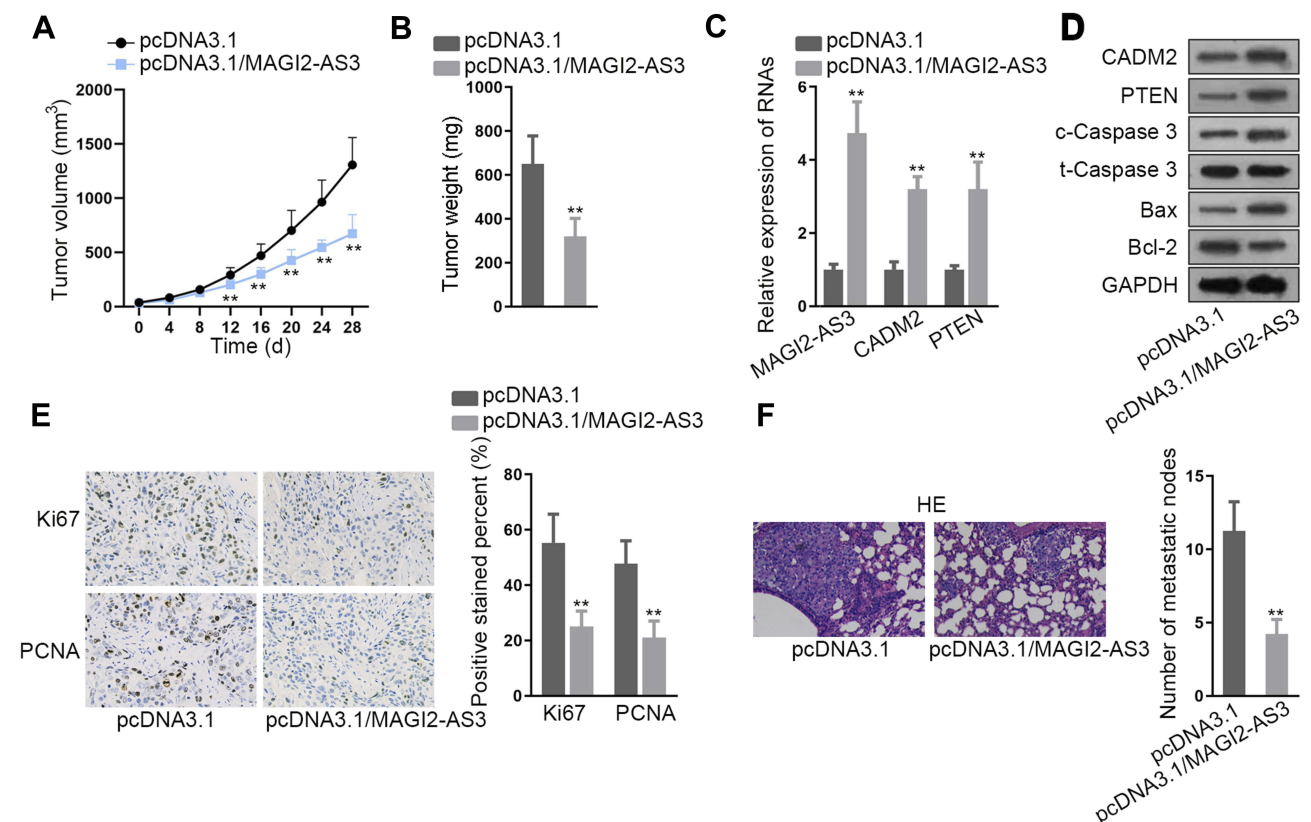 A
pcDNA3.1
pcDNA3.1/MAGI2-AS3
Tumor volume (mm³)
2000
1500
1000
500
0
** ** ** ** **
0 4 8 12 16 20 24 28
Time (d)
B
pcDNA3.1
pcDNA3.1/MAGI2-AS3
Tumor weight (mg)
1000
800
600
400
200
0
**
C
pcDNA3.1
pcDNA3.1/MAGI2-AS3
Relative expression of RNAs
6
4
2
0
** ** **
MAGI2-AS3
CADM2
PTEN
D
CADM2
PTEN
c-Caspase 3
t-Caspase 3
Bax
Bcl-2
GAPDH
pcDNA3.1
pcDNA3.1/MAGI2-AS3
E
Ki67
PCNA
pcDNA3.1
pcDNA3.1/MAGI2-AS3
pcDNA3.1
pcDNA3.1/MAGI2-AS3
Positive stained percent (%)
80
60
40
20
0
** **
Ki67 PCNA
F
HE
pcDNA3.1
pcDNA3.1/MAGI2-AS3
Number of metastatic nodes
15
10
5
0
**
pcDNA3.1
pcDNA3.1/MAGI2-AS3